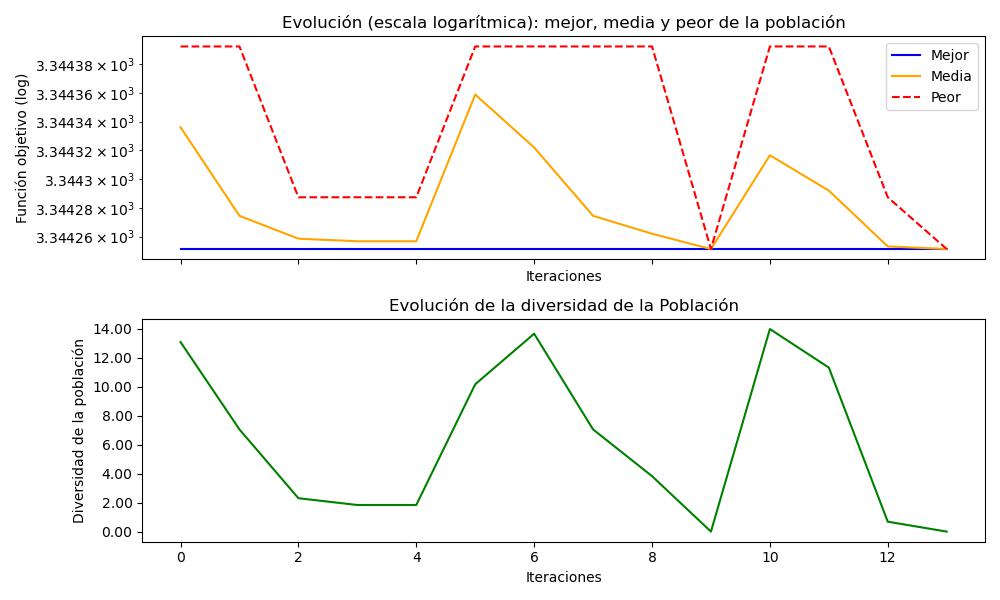 Evolución (escala logarítmica): mejor, media y peor de la población
Función objetivo (log)
3.34438 × 10³
3.34436 × 10³
3.34434 × 10³
3.34432 × 10³
3.3443 × 10³
3.34428 × 10³
3.34426 × 10³
Mejor
Media
Peor
Iteraciones
Evolución de la diversidad de la Población
Diversidad de la población
14.00
12.00
10.00
8.00
6.00
4.00
2.00
0.00
0 2 4 6 8 10 12
Iteraciones